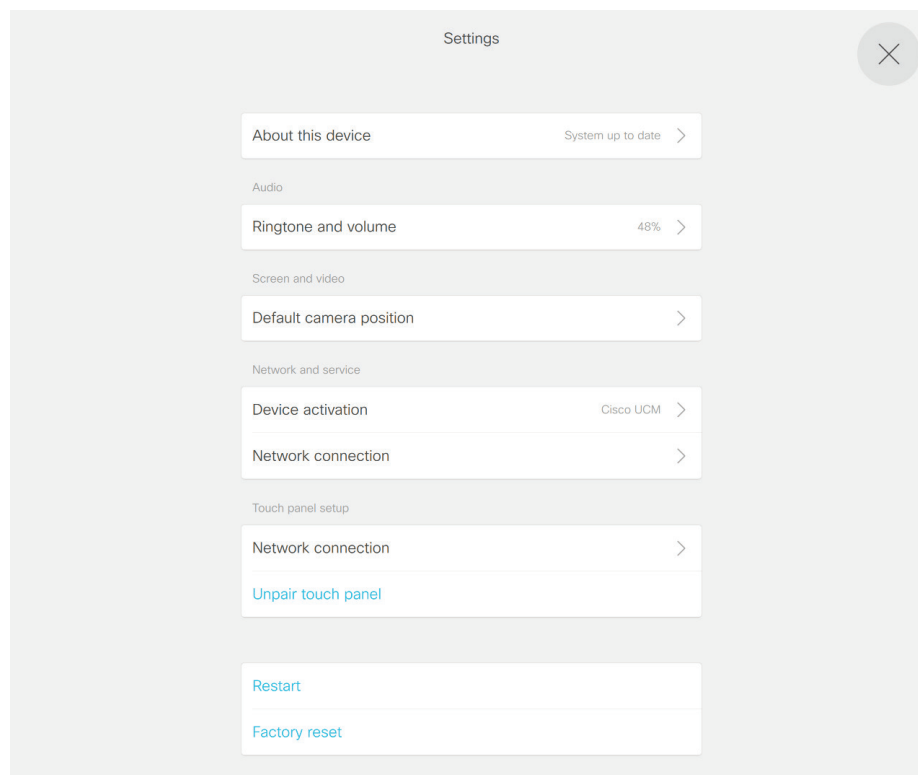 Settings
About this device System up to date
Audio
Ringtone and volume 48%
Screen and video
Default camera position
Network and service
Device activation Cisco UCM
Network connection
Touch panel setup
Network connection
Unpair touch panel
Restart
Factory reset